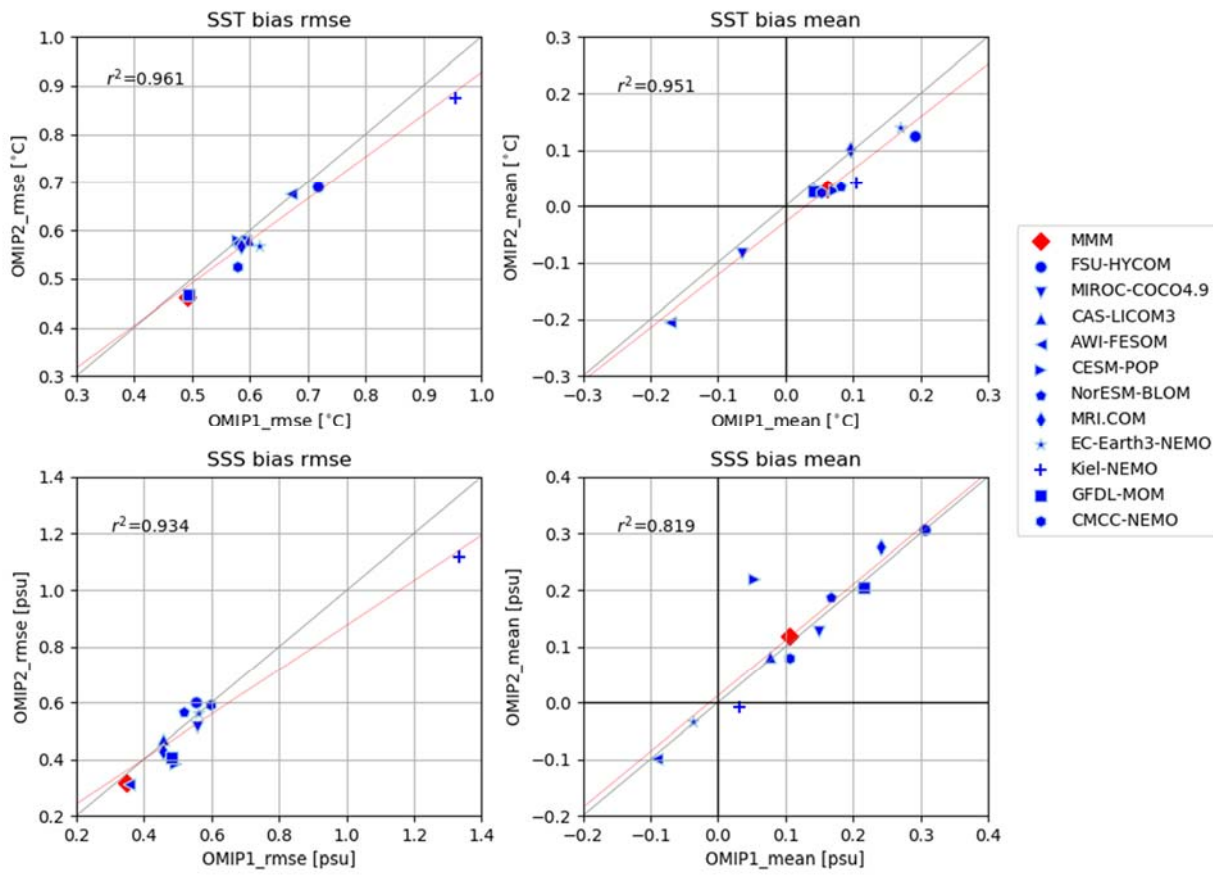 SST bias rmse
1.0
0.9
0.8
0.7
0.6
0.5
0.4
0.3
0.3 0.4 0.5 0.6 0.7 0.8 0.9 1.0
OMIP2_rmse [°C]
OMIP1_rmse [°C]
r²=0.961
SST bias mean
0.3
0.2
0.1
0.0
−0.1
−0.2
−0.3
−0.3 −0.2 −0.1 0.0 0.1 0.2 0.3
OMIP2_mean [°C]
OMIP1_mean [°C]
r²=0.951
SSS bias rmse
1.4
1.2
1.0
0.8
0.6
0.4
0.2
0.2 0.4 0.6 0.8 1.0 1.2 1.4
OMIP2_rmse [psu]
OMIP1_rmse [psu]
r²=0.934
SSS bias mean
0.4
0.3
0.2
0.1
0.0
−0.1
−0.2
−0.2 −0.1 0.0 0.1 0.2 0.3 0.4
OMIP2_mean [psu]
OMIP1_mean [psu]
r²=0.819
MMM
FSU-HYCOM
MIROC-COCO4.9
CAS-LICOM3
AWI-FESOM
CESM-POP
NorESM-BLOM
MRI.COM
EC-Earth3-NEMO
Kiel-NEMO
GFDL-MOM
CMCC-NEMO